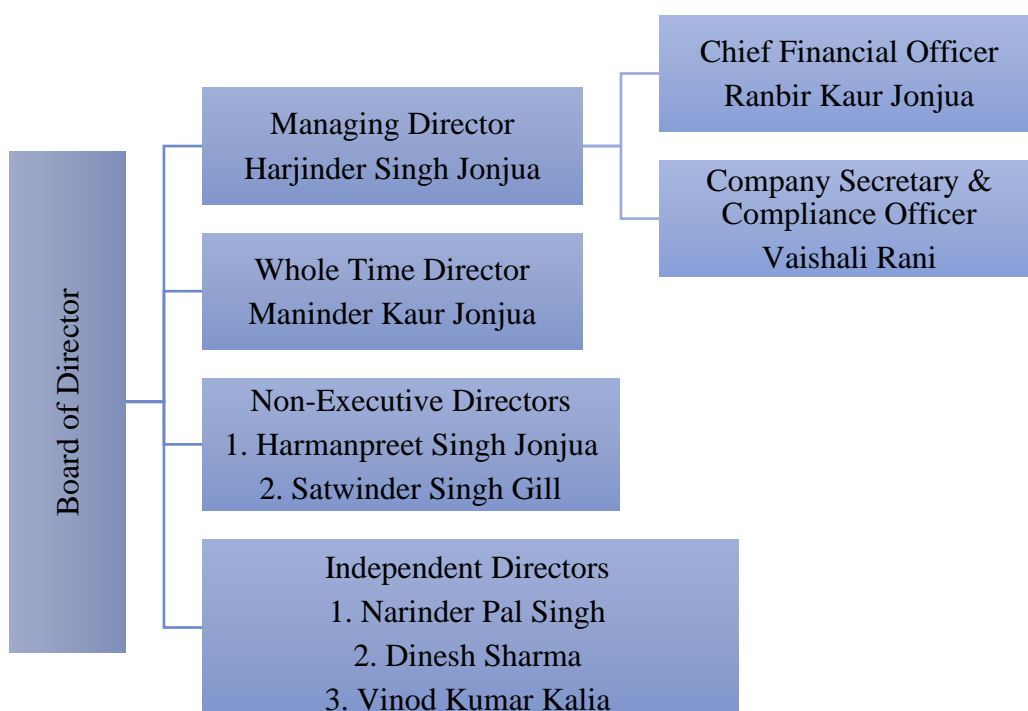 Board of Director
Managing Director
Harjinder Singh Jonjua
Chief Financial Officer
Ranbir Kaur Jonjua
Company Secretary &
Compliance Officer
Vaishali Rani
Whole Time Director
Maninder Kaur Jonjua
Non-Executive Directors
1. Harmanpreet Singh Jonjua
2. Satwinder Singh Gill
Independent Directors
1. Narinder Pal Singh
2. Dinesh Sharma
3. Vinod Kumar Kalia